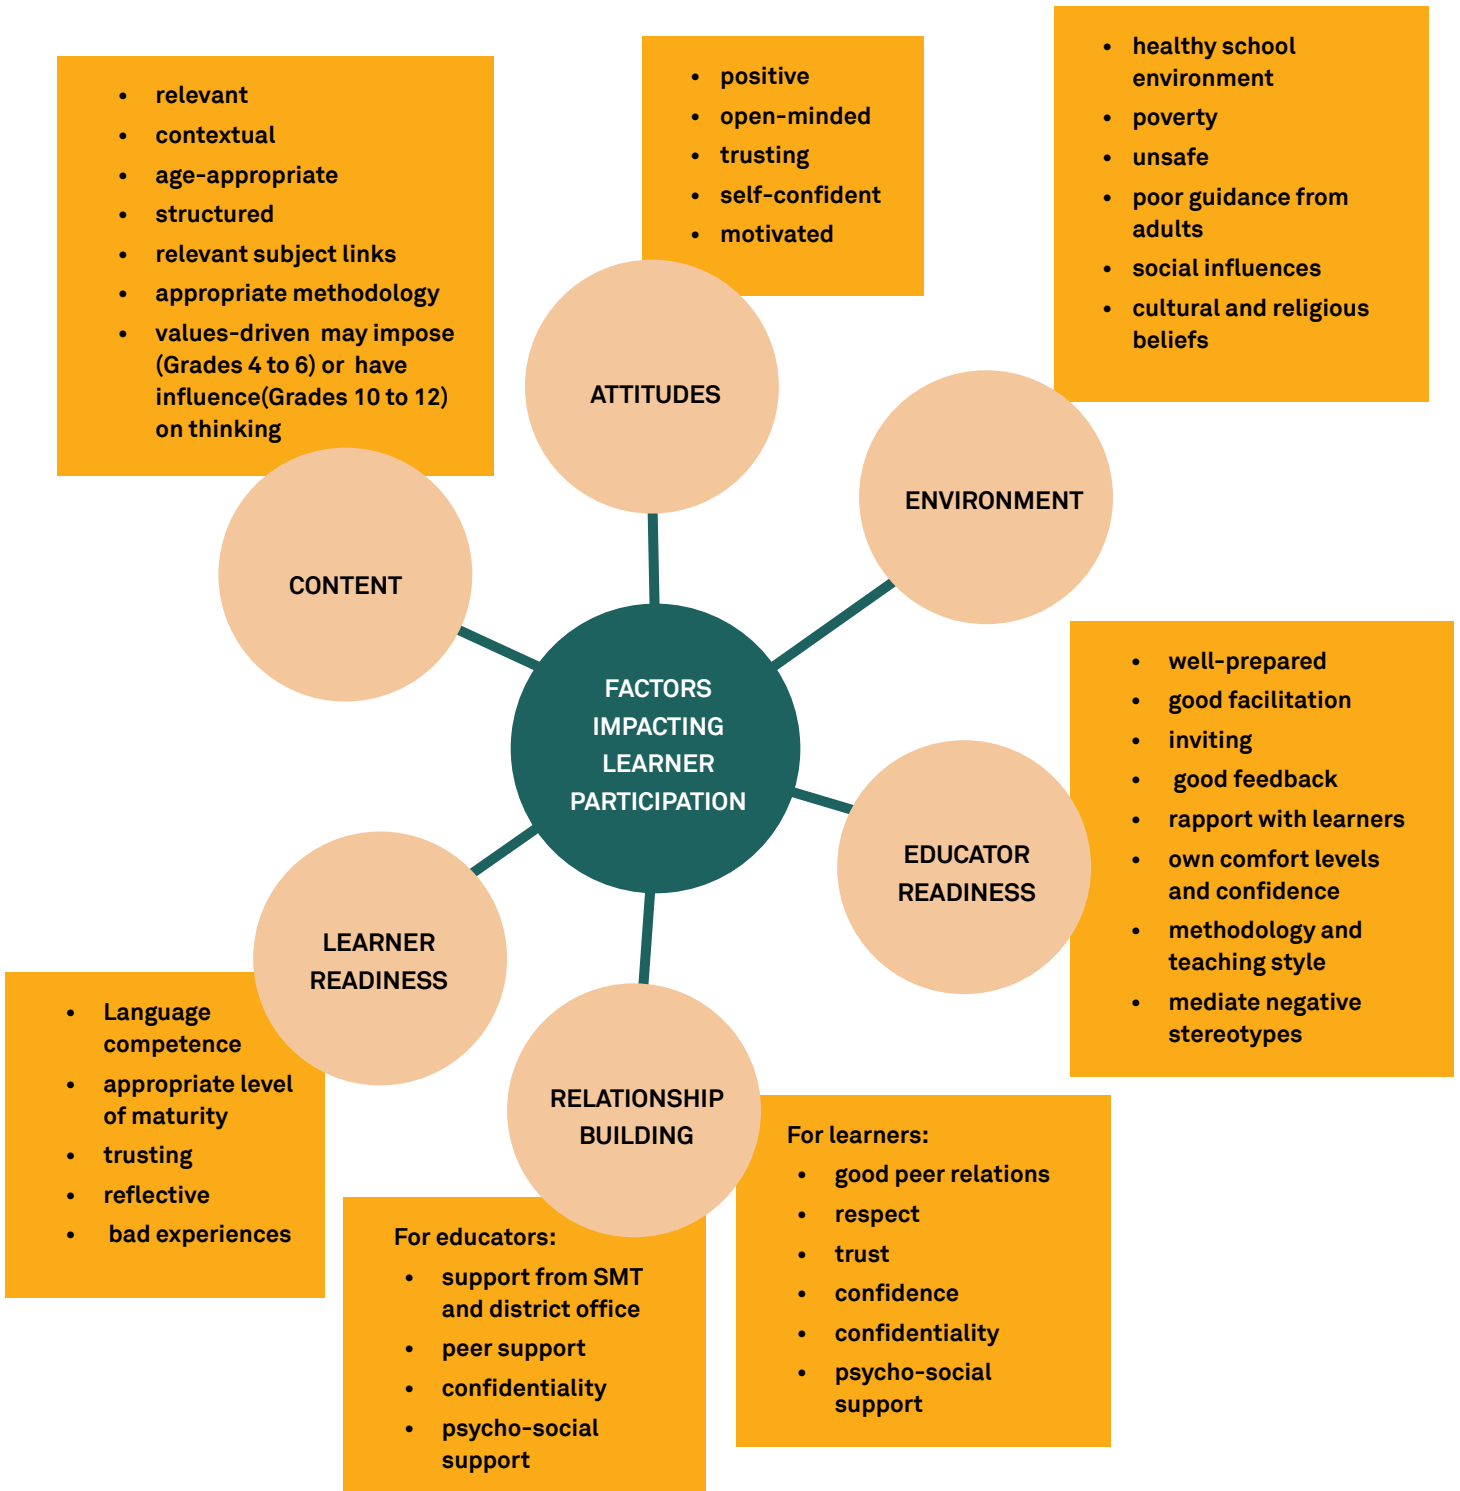 • relevant
• contextual
• age-appropriate
• structured
• relevant subject links
• appropriate methodology
• values-driven may impose
(Grades 4 to 6) or have
influence(Grades 10 to 12)
on thinking
CONTENT
• positive
• open-minded
• trusting
• self-confident
• motivated
ATTITUDES
• healthy school
environment
• poverty
• unsafe
• poor guidance from
adults
• social influences
• cultural and religious
beliefs
ENVIRONMENT
FACTORS
IMPACTING
LEARNER
PARTICIPATION
• well-prepared
• good facilitation
• inviting
• good feedback
• rapport with learners
• own comfort levels
and confidence
• methodology and
teaching style
• mediate negative
stereotypes
EDUCATOR
READINESS
LEARNER
READINESS
• Language
competence
• appropriate level
of maturity
• trusting
• reflective
• bad experiences
RELATIONSHIP
BUILDING
For educators:
• support from SMT
and district office
• peer support
• confidentiality
• psycho-social
support
For learners:
• good peer relations
• respect
• trust
• confidence
• confidentiality
• psycho-social
support